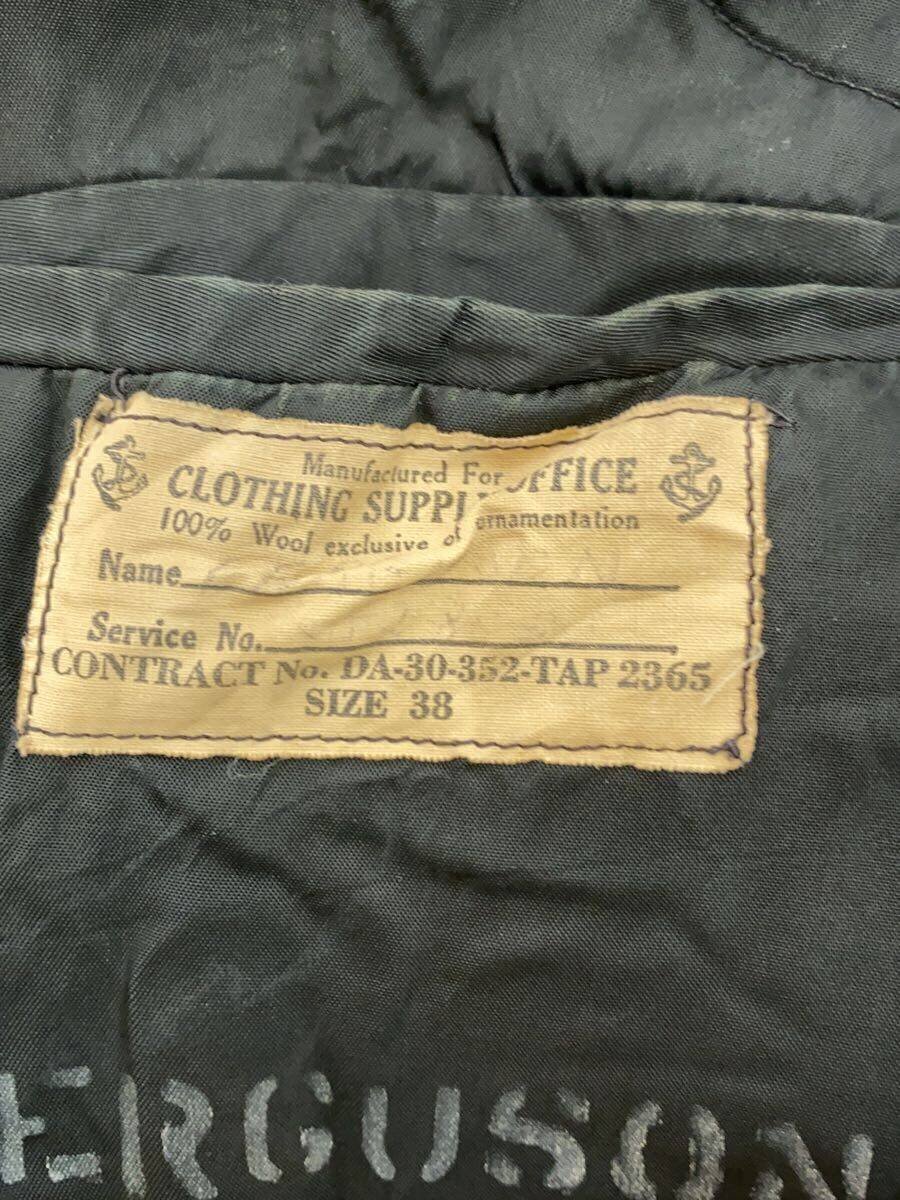 Manufactured For
CLOTHING SUPPLY OFFICE
100% Wool exclusive of ornamentation
Name
Service No.
CONTRACT No. DA-30-352-TAP 2365
SIZE 38
ERGUSON